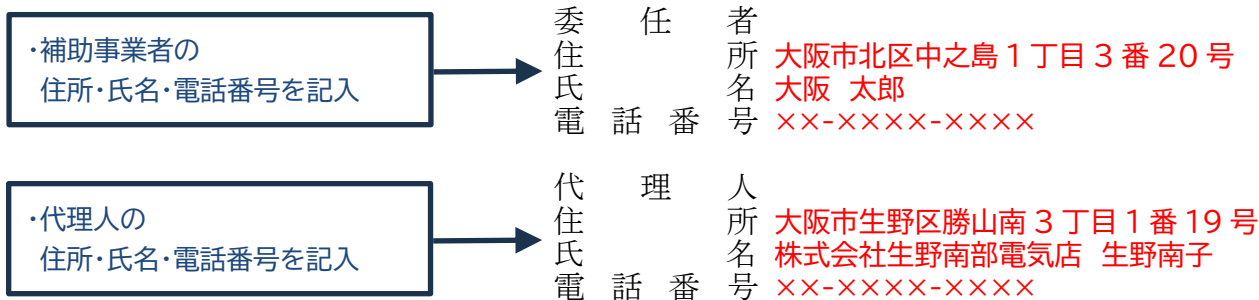 ・補助事業者の
住所・氏名・電話番号を記入
委任者
住所 大阪市北区中之島1丁目3番20号
氏名 大阪 太郎
電話番号 ××-××××-××××
・代理人の
住所・氏名・電話番号を記入
代理人
住所 大阪市生野区勝山南3丁目1番19号
氏名 株式会社生野南部電気店 生野南子
電話番号 ××-××××-××××